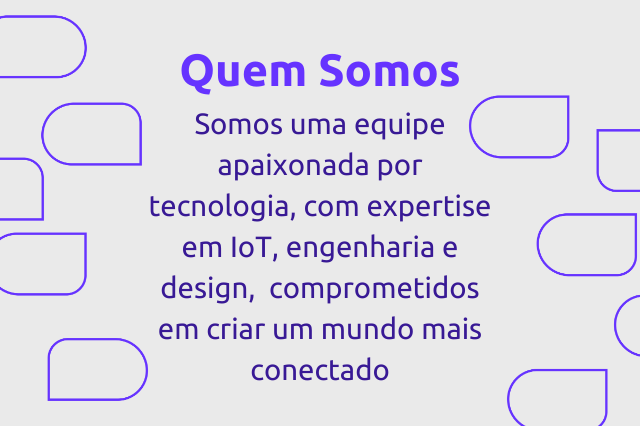 Quem Somos
Somos uma equipe
apaixonada por
tecnologia, com expertise
em IoT, engenharia e
design,  comprometidos
em criar um mundo mais
conectado